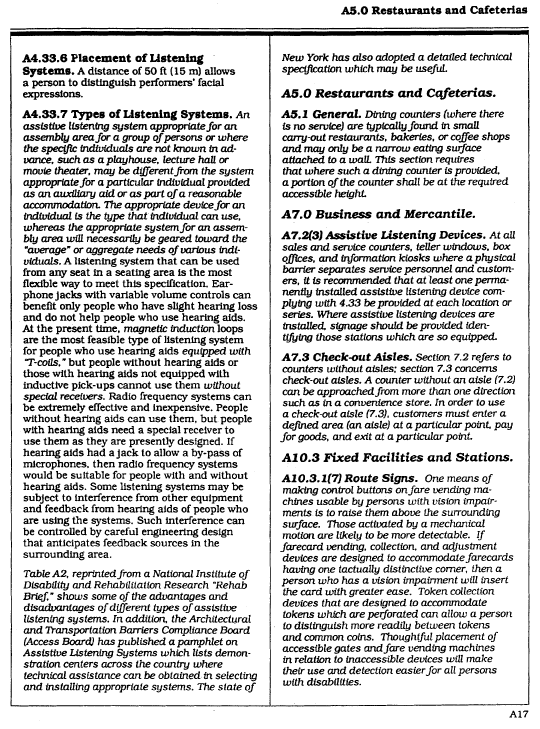 A5.0 Restaurants and Cafeterias
A4.33.6 Placement of Listening
Systems. A distance of 50 ft (15 m) allows
a person to distinguish performers' facial
expressions.
A4.33.7 Types of Listening Systems. An
assistive listening system appropriate for an
assembly area for a group of persons or where
the specific individuals are not known in ad-
vance, such as a playhouse, lecture hall or
movie theater, may be different from the system
appropriate for a particular individual provided
as an auxiliary aid or as part of a reasonable
accommodation. The appropriate device for an
individual is the type that individual can use,
whereas the appropriate system for an assem-
bly area will necessarily be geared toward the
"average" or aggregate needs of various indi-
viduals. A listening system that can be used
from any seat in a seating area is the most
flexible way to meet this specification. Ear-
phone jacks with variable volume controls can
benefit only people who have slight hearing loss
and do not help people who use hearing aids.
At the present time, magnetic induction loops
are the most feasible type of listening system
for people who use hearing aids equipped with
"T-coils," but people without hearing aids or
those with hearing aids not equipped with
inductive pick-ups cannot use them without
special receivers. Radio frequency systems can
be extremely effective and inexpensive. People
without hearing aids can use them, but people
with hearing aids need a special receiver to
use them as they are presently designed. If
hearing aids had a jack to allow a by-pass of
microphones, then radio frequency systems
would be suitable for people with and without
hearing aids. Some listening systems may be
subject to interference from other equipment
and feedback from hearing aids of people who
are using the systems. Such interference can
be controlled by careful engineering design
that anticipates feedback sources in the
surrounding area.
Table A2, reprinted from a National Institute of
Disability and Rehabilitation Research "Rehab
Brief," shows some of the advantages and
disadvantages of different types of assistive
listening systems. In addition, the Architectural
and Transportation Barriers Compliance Board
(Access Board) has published a pamphlet on
Assistive Listening Systems which lists demon-
stration centers across the country where
technical assistance can be obtained in selecting
and installing appropriate systems. The state of
New York has also adopted a detailed technical
specification which may be useful.
A5.0 Restaurants and Cafeterias.
A5.1 General. Dining counters (where there
is no service) are typically found in small
carry-out restaurants, bakeries, or coffee shops
and may only be a narrow eating surface
attached to a wall. This section requires
that where such a dining counter is provided,
a portion of the counter shall be at the required
accessible height.
A7.0 Business and Mercantile.
A7.2(3) Assistive Listening Devices. At all
sales and service counters, teller windows, box
offices, and information kiosks where a physical
barrier separates service personnel and custom-
ers, it is recommended that at least one perma-
nently installed assistive listening device com-
plying with 4.33 be provided at each location or
series. Where assistive listening devices are
installed, signage should be provided iden-
tifying those stations which are so equipped.
A7.3 Check-out Aisles. Section 7.2 refers to
counters without aisles; section 7.3 concerns
check-out aisles. A counter without an aisle (7.2)
can be approached from more than one direction
such as in a convenience store. In order to use
a check-out aisle (7.3), customers must enter a
defined area (an aisle) at a particular point, pay
for goods, and exit at a particular point.
A10.3 Fixed Facilities and Stations.
A10.3.1(7) Route Signs. One means of
making control buttons on fare vending ma-
chines usable by persons with vision impair-
ments is to raise them above the surrounding
surface. Those activated by a mechanical
motion are likely to be more detectable. If
farecard vending, collection, and adjustment
devices are designed to accommodate farecards
having one tactually distinctive corner, then a
person who has a vision impairment will insert
the card with greater ease. Token collection
devices that are designed to accommodate
tokens which are perforated can allow a person
to distinguish more readily between tokens
and common coins. Thoughtful placement of
accessible gates and fare vending machines
in relation to inaccessible devices will make
their use and detection easier for all persons
with disabilities.
A17